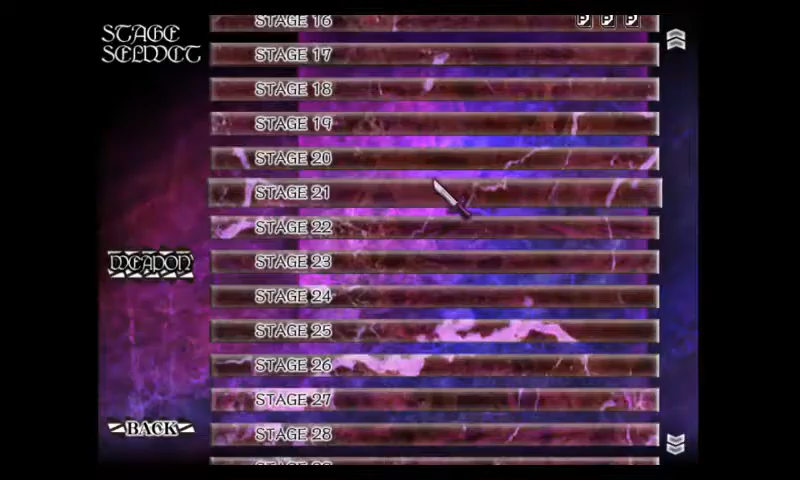 STAGE
SELECT
STAGE 16
STAGE 17
STAGE 18
STAGE 19
STAGE 20
STAGE 21
STAGE 22
STAGE 23
STAGE 24
STAGE 25
STAGE 26
STAGE 27
STAGE 28
WEAPON
BACK